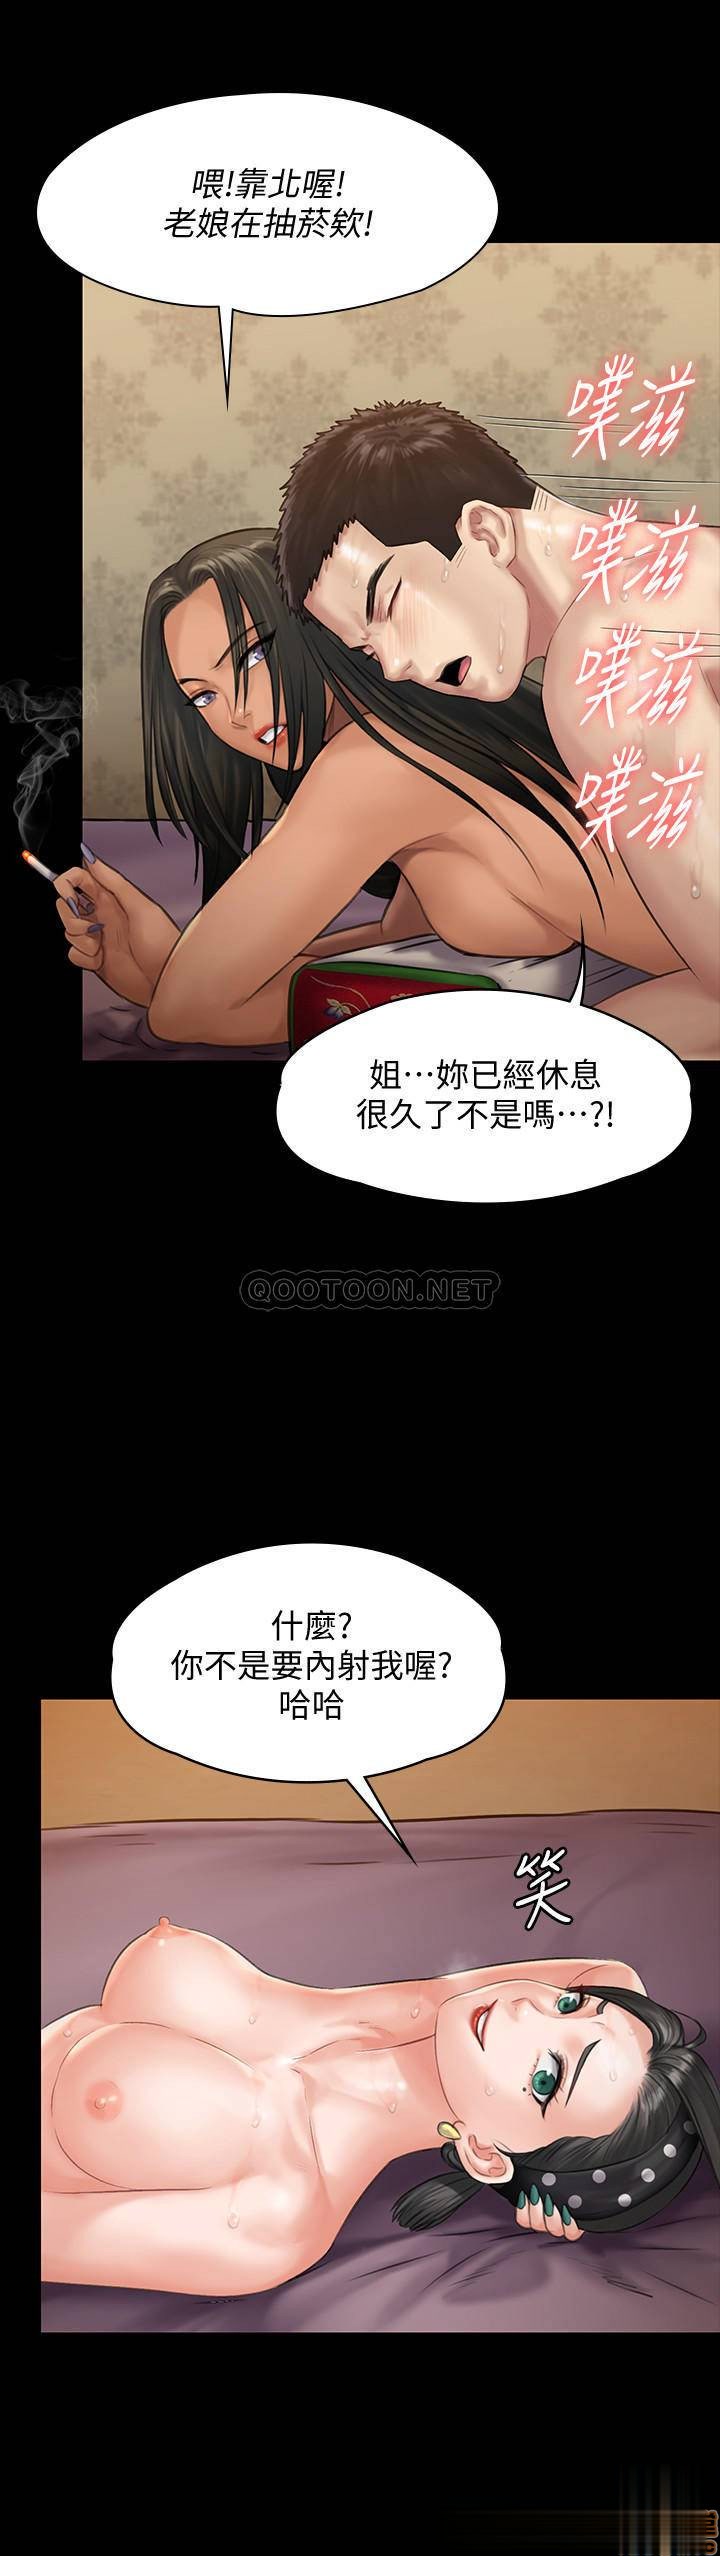 喂!靠北喔!
老娘在抽菸欸!
噗滋
噗滋
噗滋
噗滋
姐…妳已經休息
很久了不是嗎…?!
QOOTOON.NET
什麼?
你不是要內射我喔?
哈哈
笑